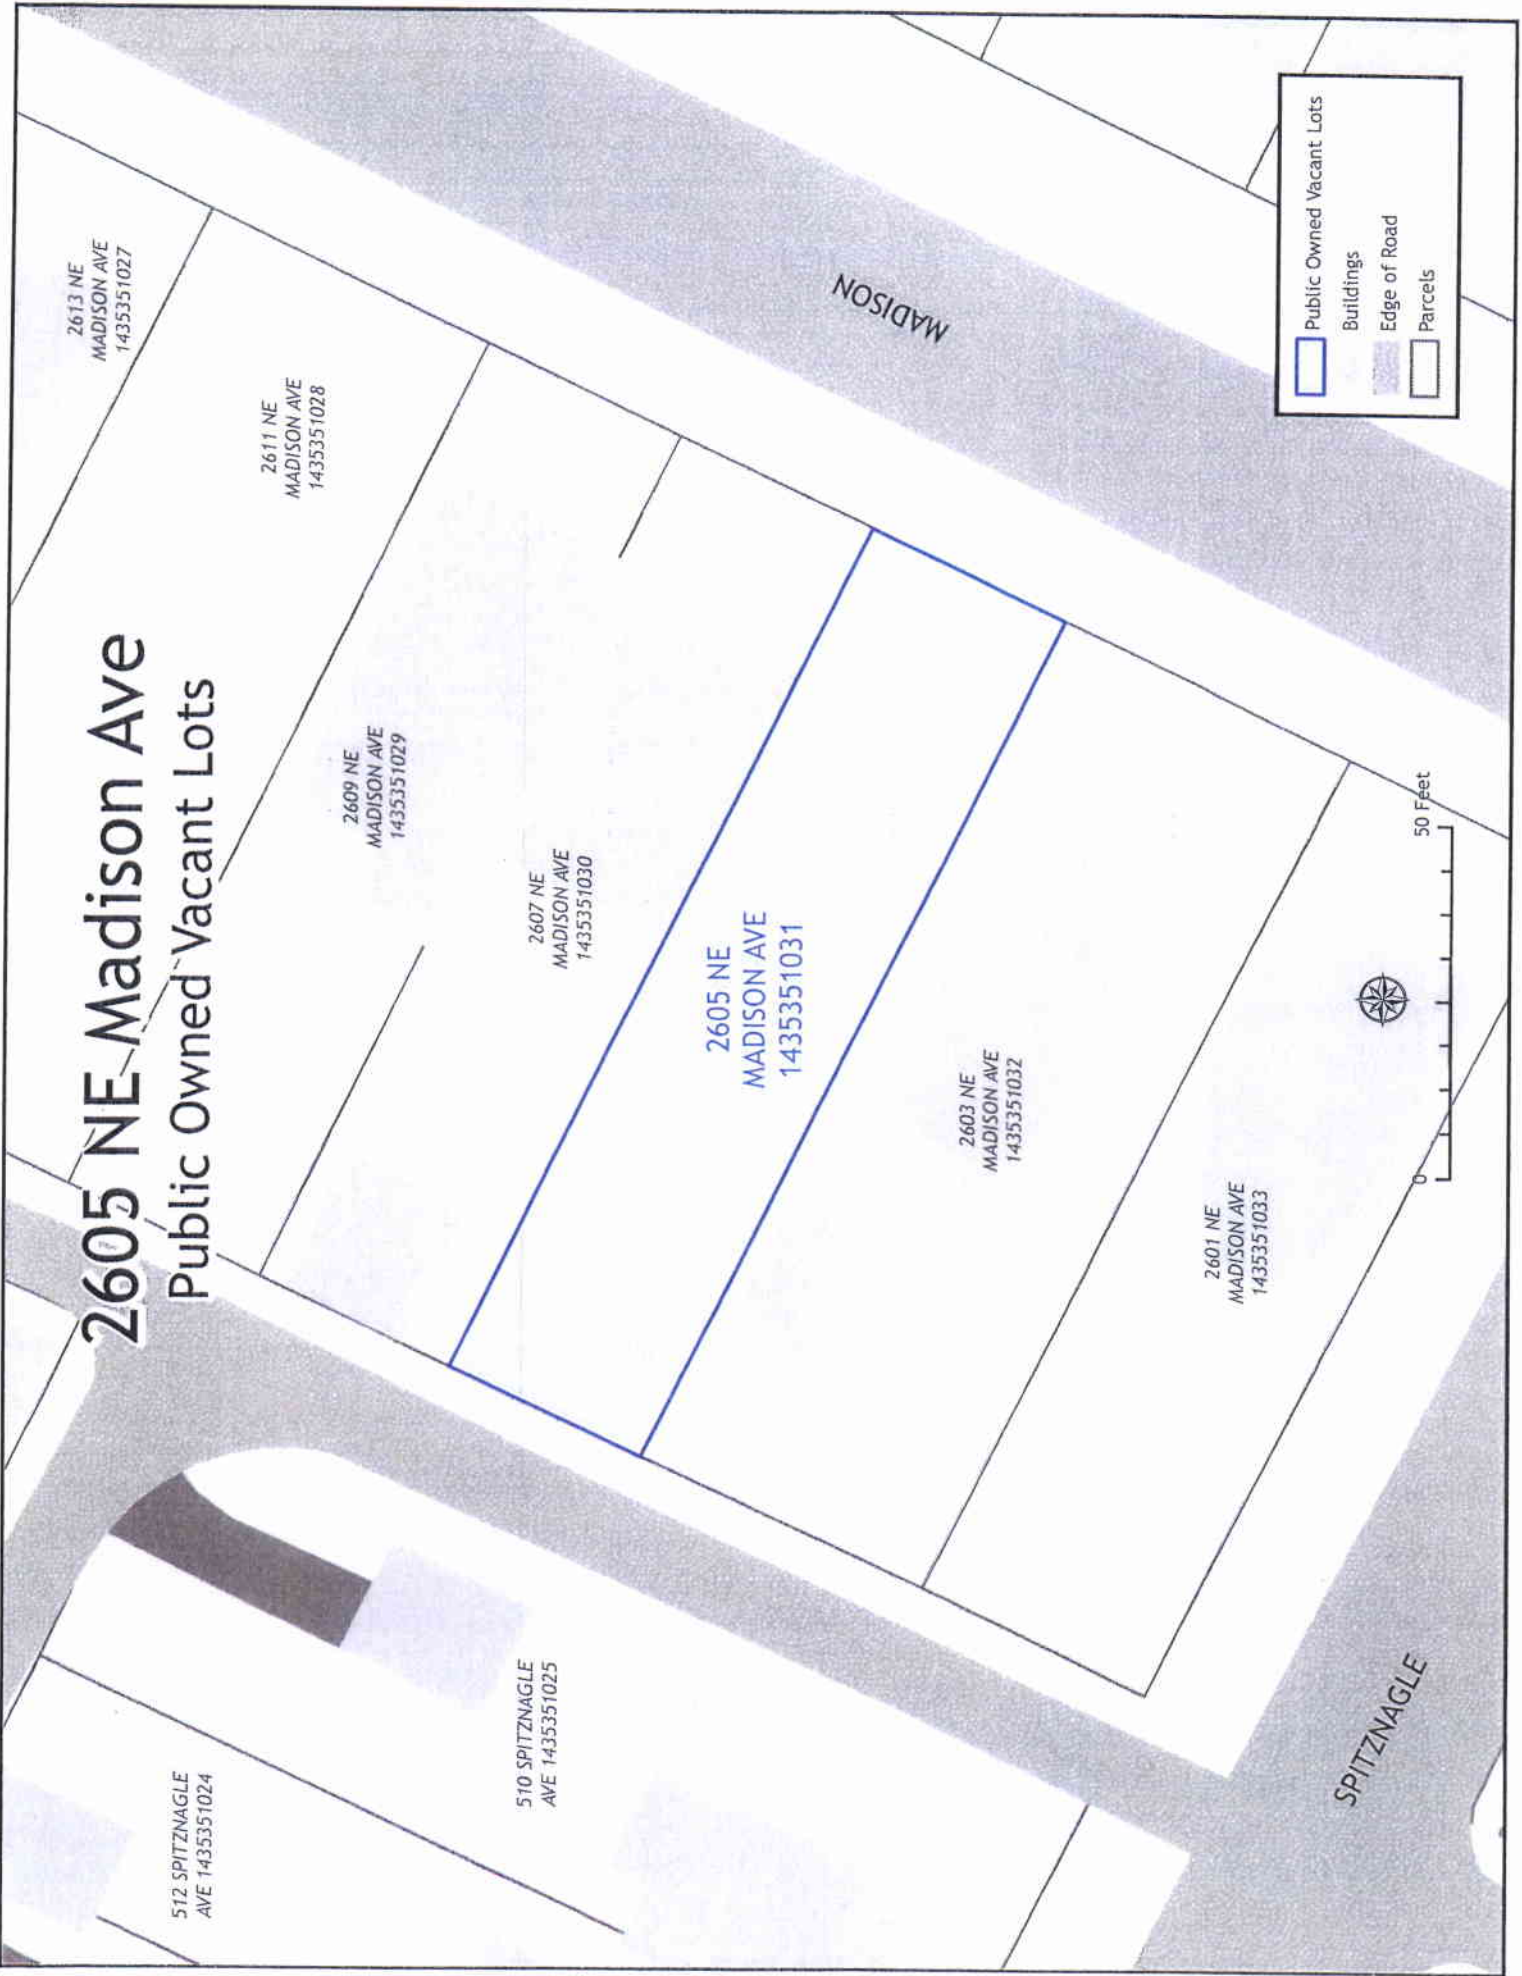 2605 NE Madison Ave
Public Owned Vacant Lots
512 SPITZNAGLE
AVE 1435351024
510 SPITZNAGLE
AVE 1435351025
2613 NE
MADISON AVE
1435351027
2611 NE
MADISON AVE
1435351028
2609 NE
MADISON AVE
1435351029
2607 NE
MADISON AVE
1435351030
2605 NE
MADISON AVE
1435351031
2603 NE
MADISON AVE
1435351032
2601 NE
MADISON AVE
1435351033
MADISON
SPITZNAGLE
0 50 Feet
Public Owned Vacant Lots
Buildings
Edge of Road
Parcels